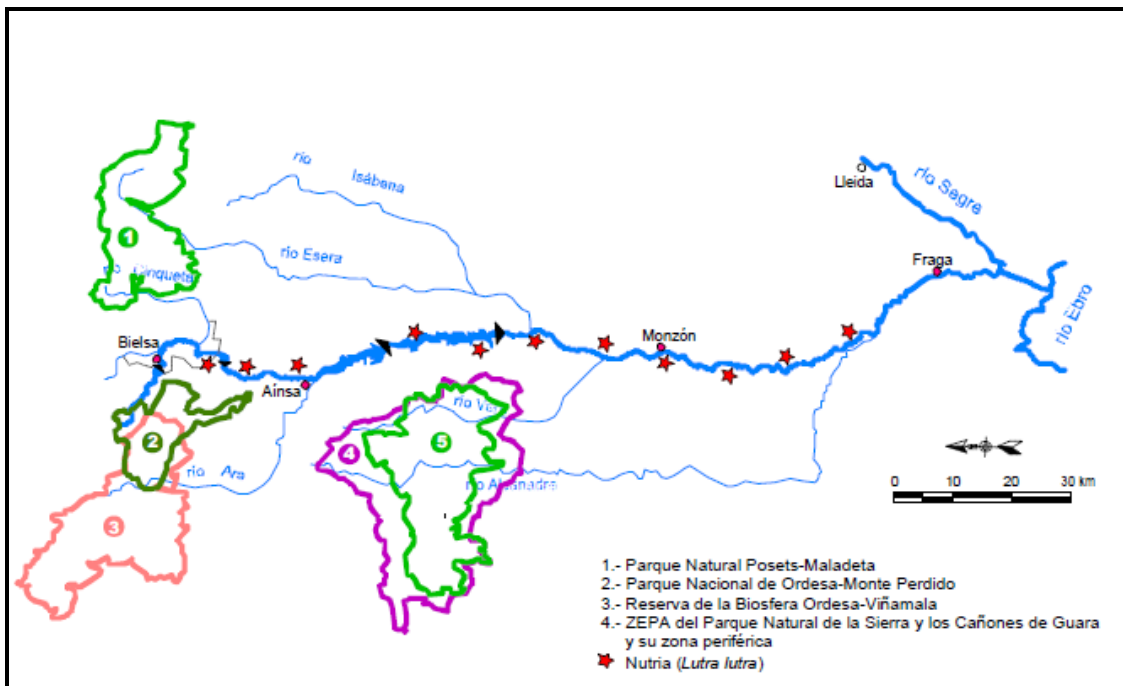 río Isábena
río Esera
río Cinqueta
Lleida
río Segre
Fraga
río Ebro
Bielsa
Monzón
Aínsa
río Ara
río Alcanadre
1
2
3
4
5
0 10 20 30 km
1.- Parque Natural Posets-Maladeta
2.- Parque Nacional de Ordesa-Monte Perdido
3.- Reserva de la Biosfera Ordesa-Viñamala
4.- ZEPA del Parque Natural de la Sierra y los Cañones de Guara
y su zona periférica
Nutria (Lutra lutra)